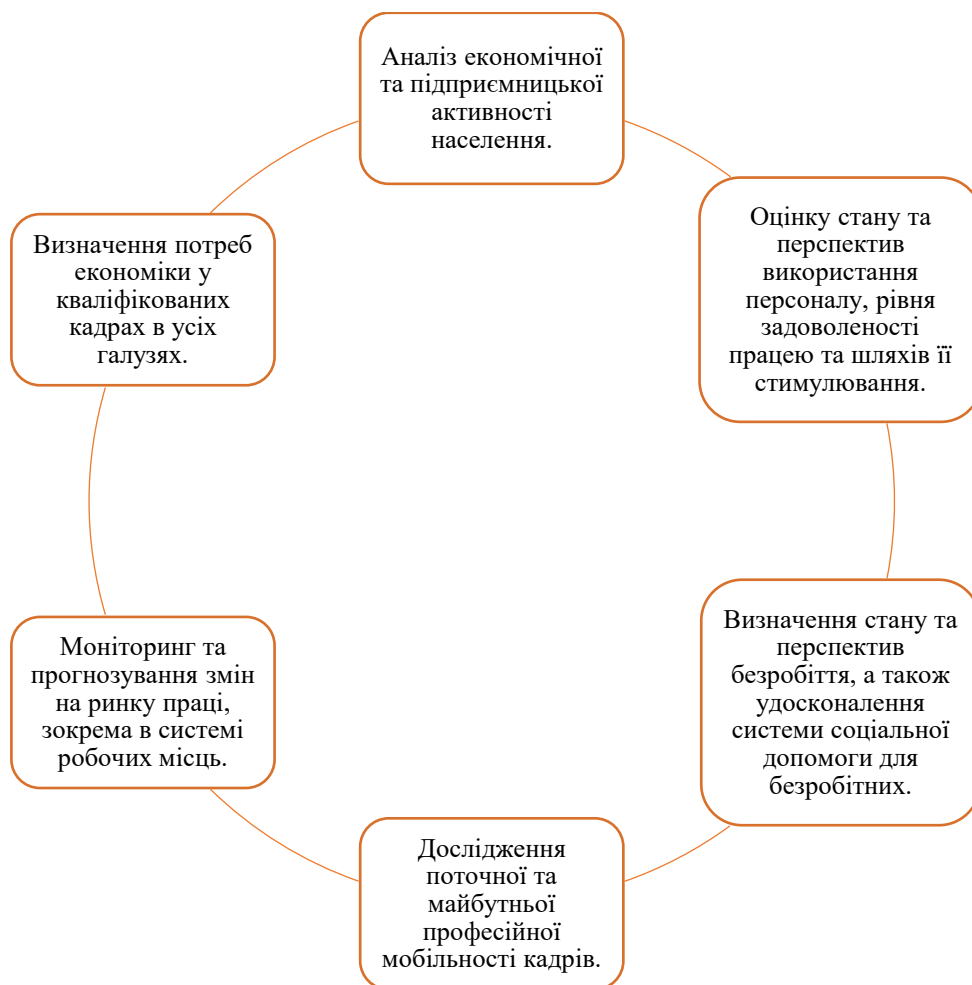 Аналіз економічної
та підприємницької
активності
населення.
Оцінку стану та
перспектив
використання
персоналу, рівня
задоволеності
працею та шляхів її
стимулювання.
Визначення стану та
перспектив
безробіття, а також
удосконалення
системи соціальної
допомоги для
безробітних.
Дослідження
поточної та
майбутньої
професійної
мобільності кадрів.
Моніторинг та
прогнозування змін
на ринку праці,
зокрема в системі
робочих місць.
Визначення потреб
економіки у
кваліфікованих
кадрах в усіх
галузях.